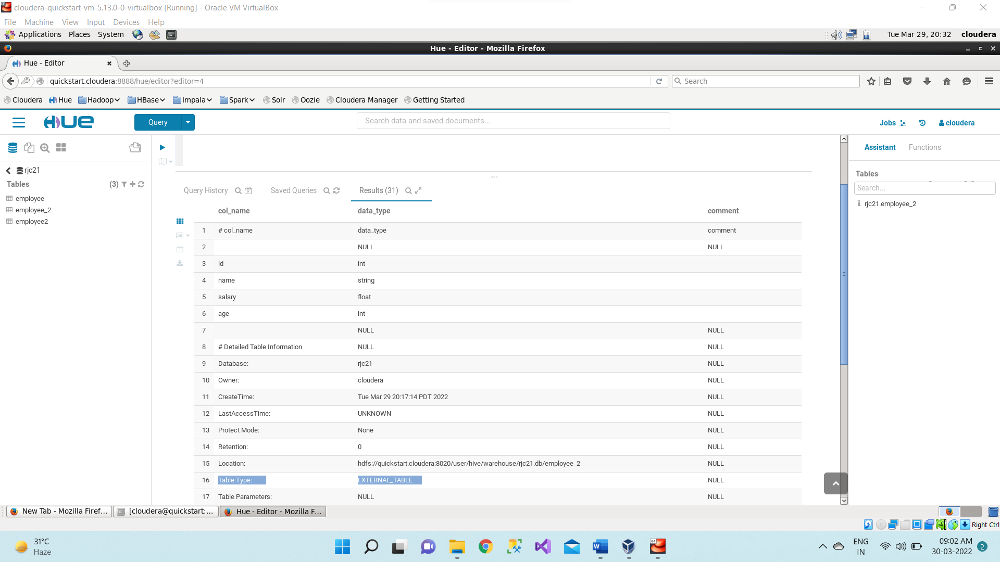 cloudera-quickstart-vm-5.13.0-0-virtualbox [Running] - Oracle VM VirtualBox
File Machine View Input Devices Help
Applications Places System Tue Mar 29, 20:32 cloudera
Hue - Editor - Mozilla Firefox
Hue - Editor
quickstart.cloudera:8888/hue/editor?editor=4 Search
Cloudera Hue Hadoop HBase Impala Spark Solr Oozie Cloudera Manager Getting Started
HUE Query Search data and saved documents... Jobs cloudera
Assistant Functions
rjc21
Tables (3)
employee
employee_2
employee2
Tables
Search...
rjc21.employee_2
Query History Saved Queries Results (31)
col_name data_type comment
1 # col_name data_type comment
2 NULL NULL
3 id int
4 name string
5 salary float
6 age int
7 NULL NULL
8 # Detailed Table Information NULL NULL
9 Database: rjc21 NULL
10 Owner: cloudera NULL
11 CreateTime: Tue Mar 29 20:17:14 PDT 2022 NULL
12 LastAccessTime: UNKNOWN NULL
13 Protect Mode: None NULL
14 Retention: 0 NULL
15 Location: hdfs://quickstart.cloudera:8020/user/hive/warehouse/rjc21.db/employee_2 NULL
16 Table Type: EXTERNAL_TABLE NULL
17 Table Parameters: NULL NULL
New Tab - Mozilla Firef... [cloudera@quickstart:... Hue - Editor - Mozilla F...
Right Ctrl
31°C
Haze
64
ENG
IN
09:02 AM
30-03-2022
2